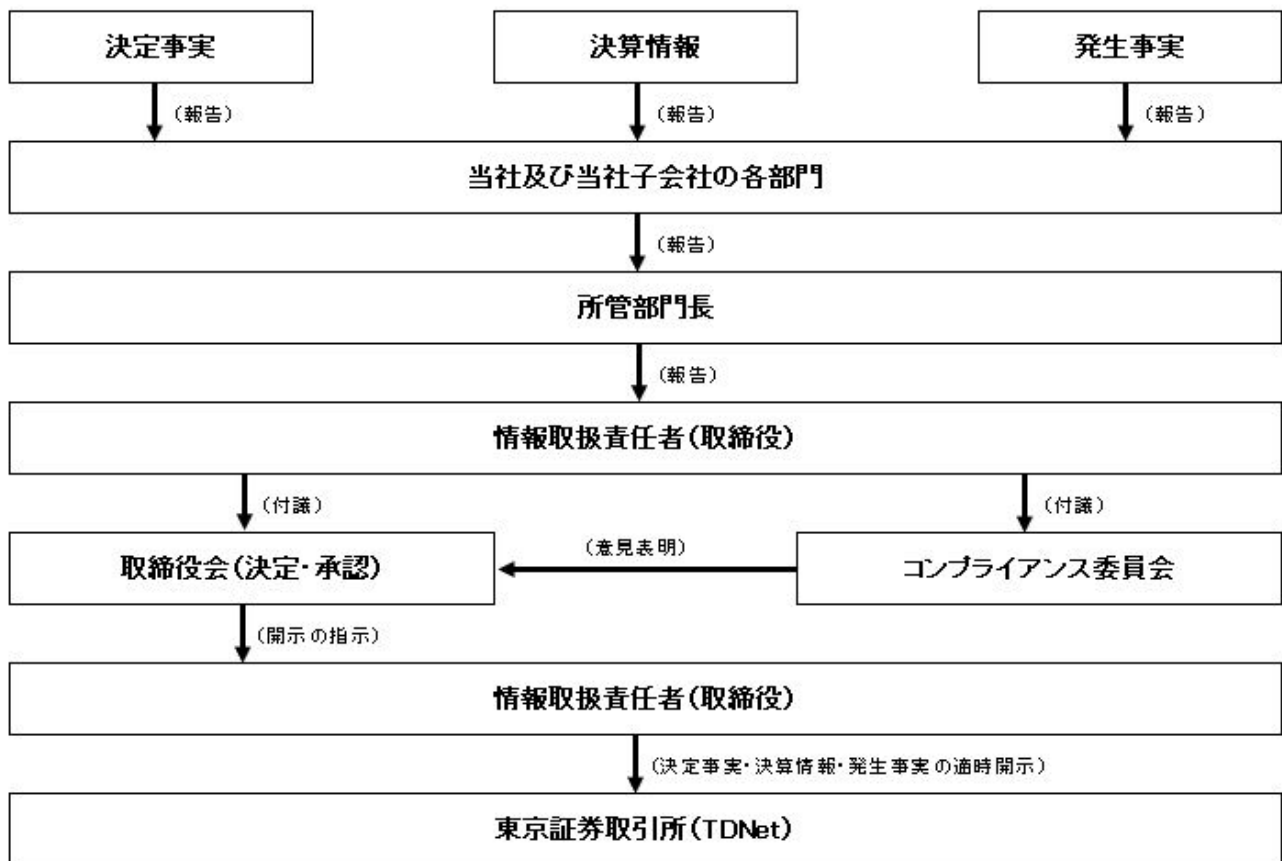 決定事実
決算情報
発生事実
（報告）
（報告）
（報告）
当社及び当社子会社の各部門
（報告）
所管部門長
（報告）
情報取扱責任者（取締役）
（付議）
（付議）
取締役会（決定・承認）
（意見表明）
コンプライアンス委員会
（開示の指示）
情報取扱責任者（取締役）
（決定事実・決算情報・発生事実の適時開示）
東京証券取引所（TDNet）